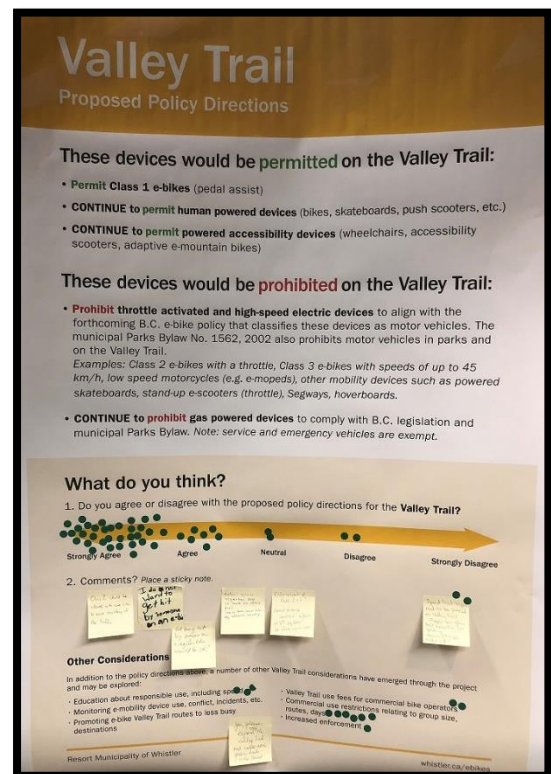 Valley Trail
Proposed Policy Directions
These devices would be permitted on the Valley Trail:
• Permit Class 1 e-bikes (pedal assist)
• CONTINUE to permit human powered devices (bikes, skateboards, push scooters, etc.)
• CONTINUE to permit powered accessibility devices (wheelchairs, accessibility
scooters, adaptive e-mountain bikes)
These devices would be prohibited on the Valley Trail:
• Prohibit throttle activated and high-speed electric devices to align with the
forthcoming B.C. e-bike policy that classifies these devices as motor vehicles. The
municipal Parks Bylaw No. 1562, 2002 also prohibits motor vehicles in parks and
on the Valley Trail.
Examples: Class 2 e-bikes with a throttle, Class 3 e-bikes with speeds of up to 45
km/h, low speed motorcycles (e.g. e-mopeds), other mobility devices such as powered
skateboards, stand-up e-scooters (throttle), Segways, hoverboards.
• CONTINUE to prohibit gas powered devices to comply with B.C. legislation and
municipal Parks Bylaw. Note: service and emergency vehicles are exempt.
What do you think?
1. Do you agree or disagree with the proposed policy directions for the Valley Trail?
Strongly Agree
Agree
Neutral
Disagree
Strongly Disagree
2. Comments? Place a sticky note.
I do not
want to
get hit
by someone
on an e-b
Other Considerations
In addition to the policy directions above, a number of other Valley Trail considerations have emerged through the project
and may be explored:
· Education about responsible use, including
· Monitoring e-mobility device use, conflict, incidents, etc.
· Promoting e-bike Valley Trail routes to less busy
destinations
· Valley Trail use fees for commercial bike operators
· Commercial use restrictions relating to group size,
routes, days
· Increased enforcement
Resort Municipality of Whistler
whistler.ca/ebikes